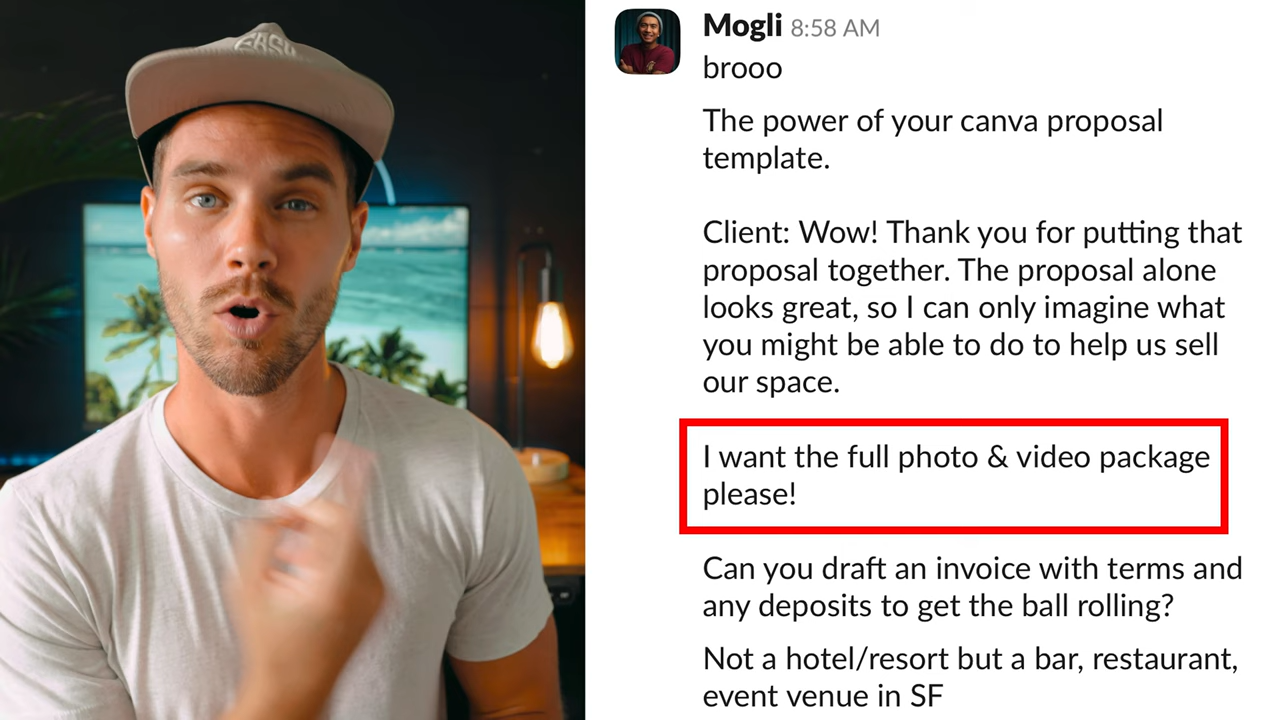 EASY
Mogli 8:58 AM
brooo
The power of your canva proposal
template.
Client: Wow! Thank you for putting that
proposal together. The proposal alone
looks great, so I can only imagine what
you might be able to do to help us sell
our space.
I want the full photo & video package
please!
Can you draft an invoice with terms and
any deposits to get the ball rolling?
Not a hotel/resort but a bar, restaurant,
event venue in SF